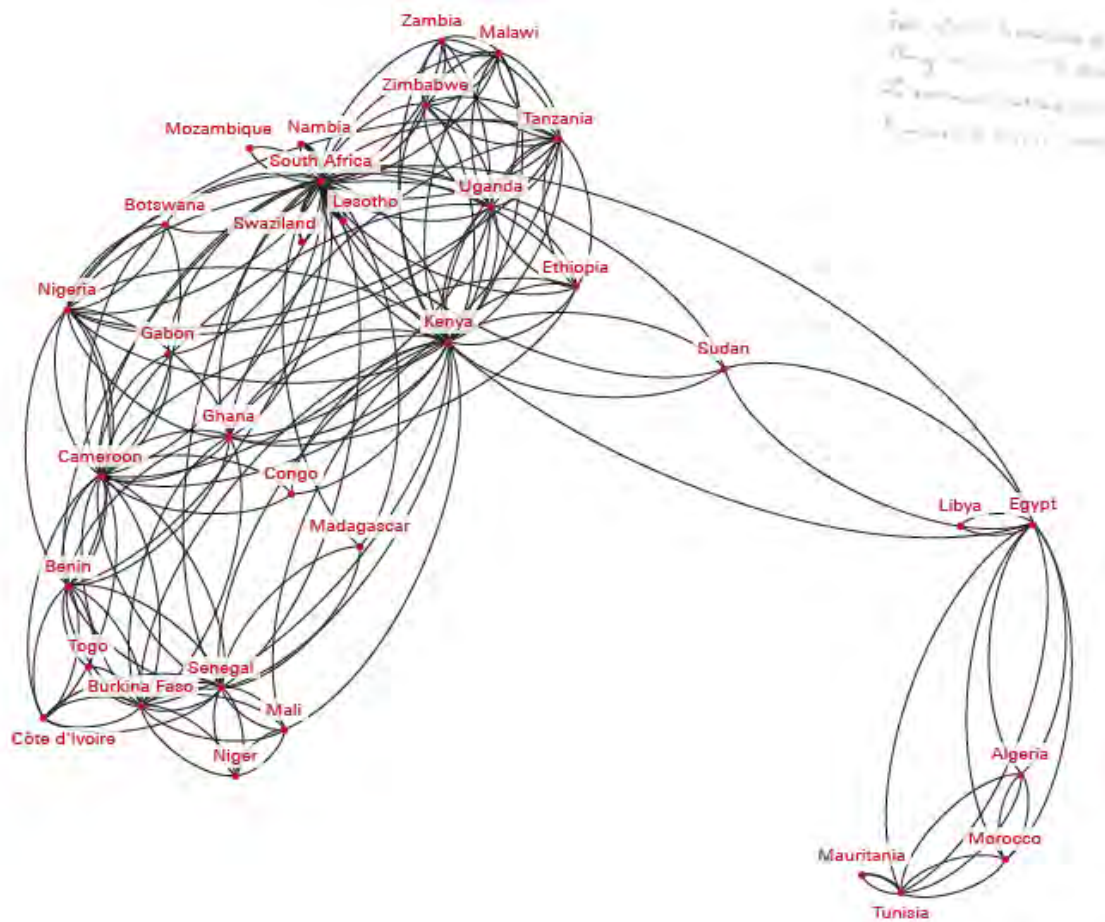 Zambia
Malawi
Zimbabwe
Tanzania
Mozambique
Nambia
South Africa
Uganda
Lesotho
Botswana
Swaziland
Ethiopia
Nigeria
Kenya
Gabon
Sudan
Ghana
Cameroon
Congo
Libya
Egypt
Madagascar
Benin
Togo
Senegal
Burkina Faso
Mali
Côte d'Ivoire
Niger
Algeria
Morocco
Mauritania
Tunisia